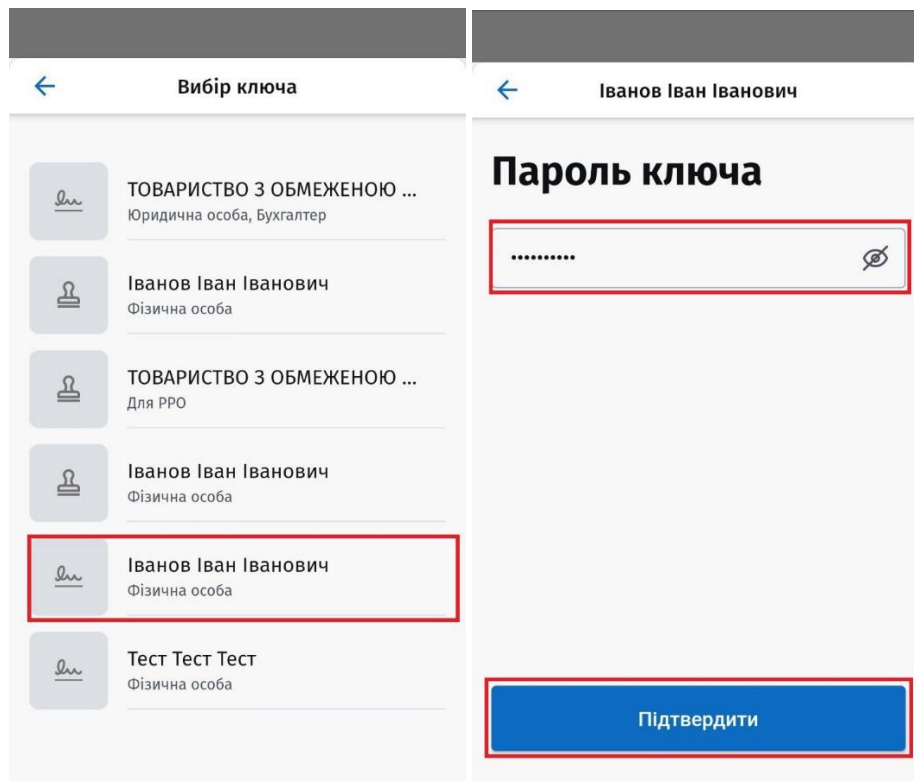 Вибір ключа
ТОВАРИСТВО З ОБМЕЖЕНОЮ ...
Юридична особа, Бухгалтер
Іванов Іван Іванович
Фізична особа
ТОВАРИСТВО З ОБМЕЖЕНОЮ ...
Для РРО
Іванов Іван Іванович
Фізична особа
Іванов Іван Іванович
Фізична особа
Тест Тест Тест
Фізична особа
Іванов Іван Іванович
Пароль ключа
••••••••••
Підтвердити